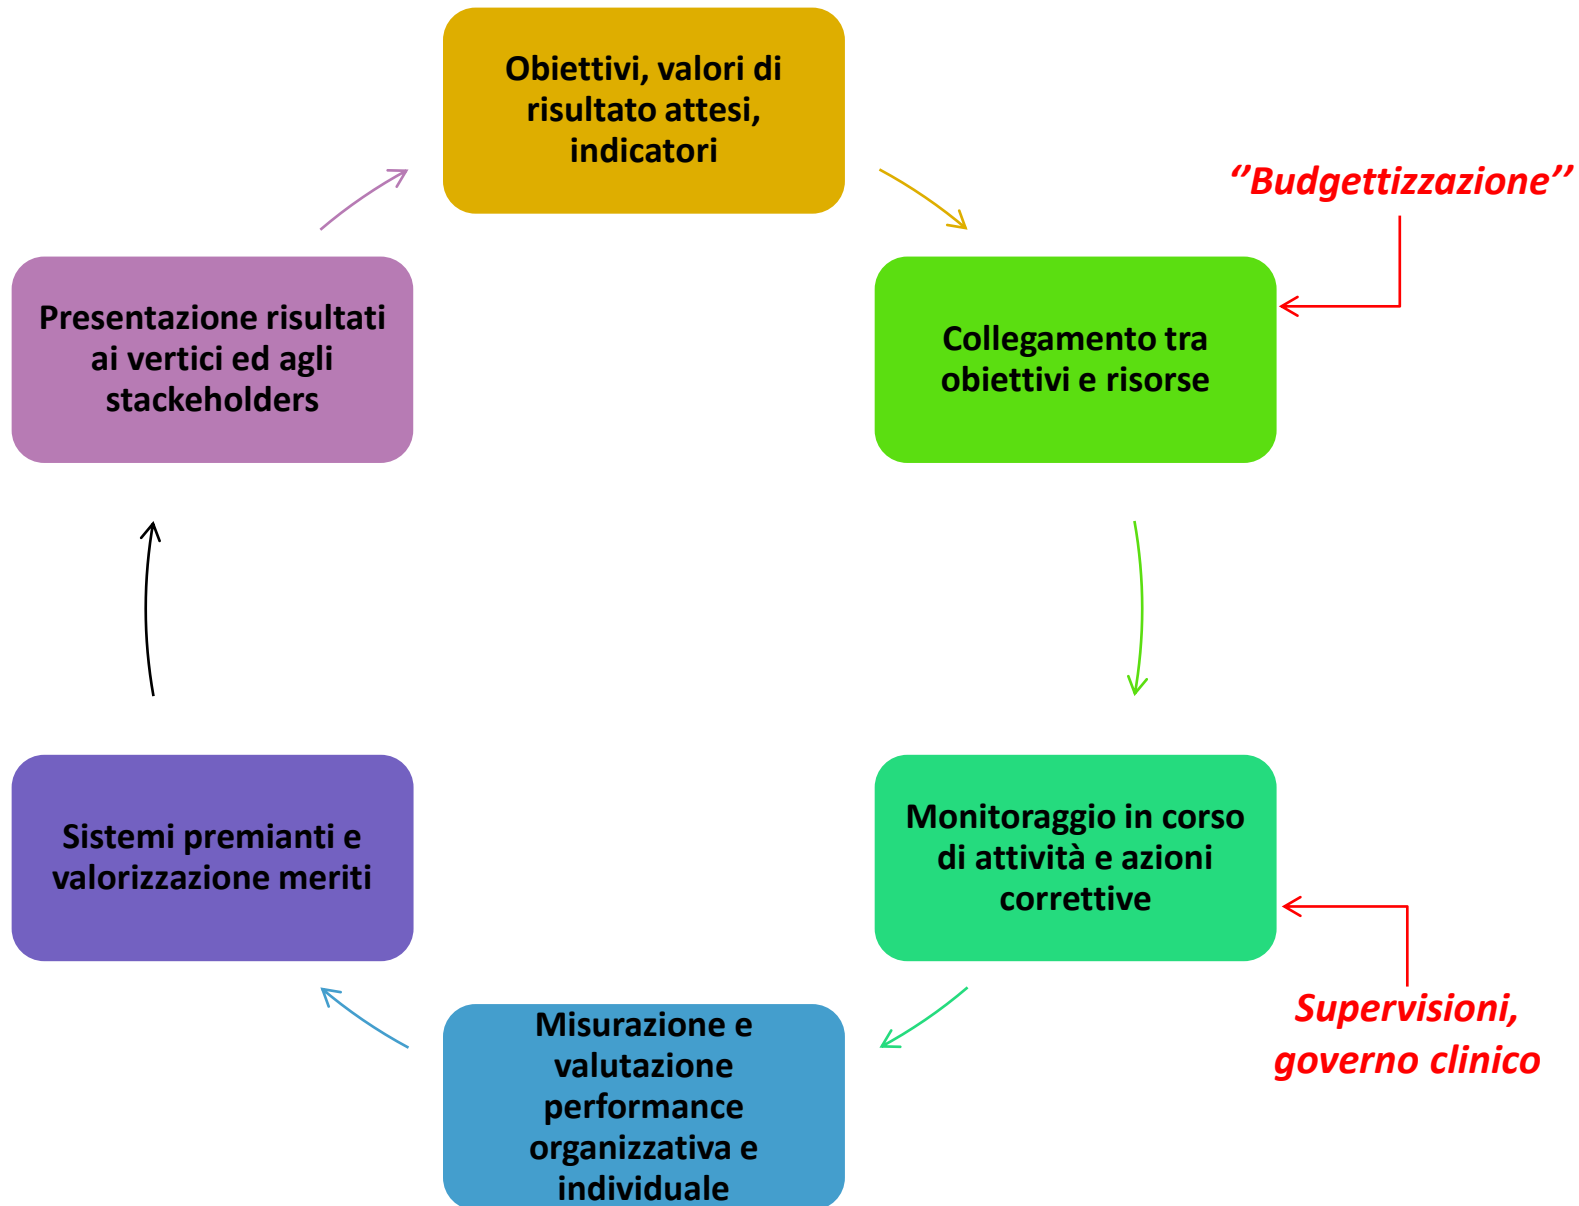 Obiettivi, valori di
risultato attesi,
indicatori
‘’Budgettizzazione’’
Collegamento tra
obiettivi e risorse
Monitoraggio in corso
di attività e azioni
correttive
Supervisioni,
governo clinico
Misurazione e
valutazione
performance
organizzativa e
individuale
Sistemi premianti e
valorizzazione meriti
Presentazione risultati
ai vertici ed agli
stackeholders